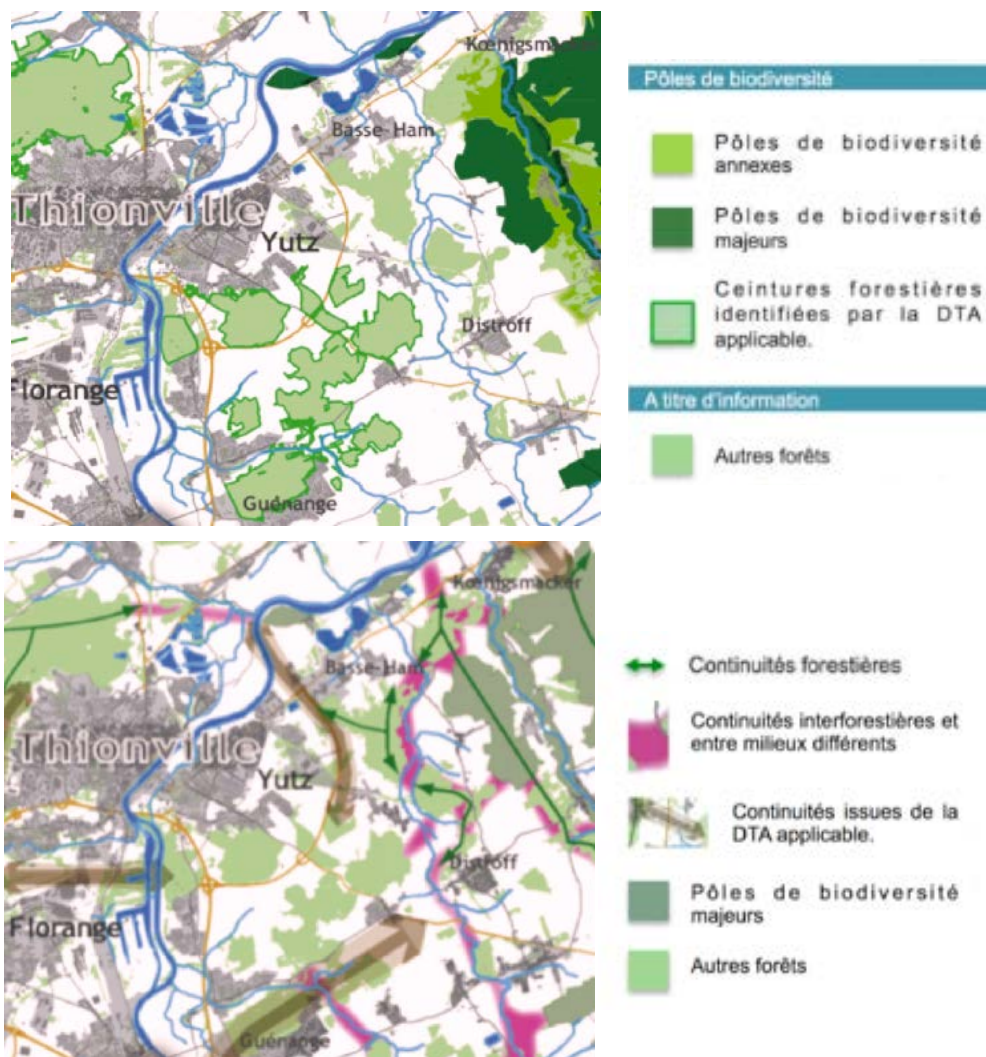 Kœnigsmacker
Basse-Ham
Thionville
Yutz
Distroff
Florange
Guénange
Pôles de biodiversité
Pôles de biodiversité
annexes
Pôles de biodiversité
majeurs
Ceintures forestières
identifiées par la DTA
applicable.
A titre d'information
Autres forêts
Kœnigsmacker
Basse-Ham
Thionville
Yutz
Distroff
Florange
Guénange
Continuités forestières
Continuités interforestières et
entre milieux différents
Continuités issues de la
DTA applicable.
Pôles de biodiversité
majeurs
Autres forêts